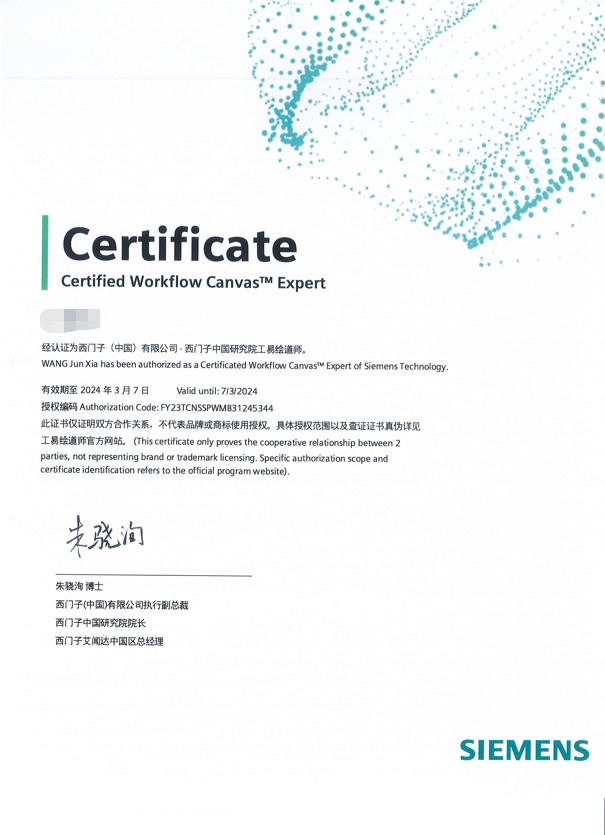 Certificate
Certified Workflow Canvas™ Expert
经认证为西门子（中国）有限公司 - 西门子中国研究院工易绘道师。
WANG Jun Xia has been authorized as a Certificated Workflow Canvas™ Expert of Siemens Technology.
有效期至 2024 年 3 月 7 日 Valid until: 7/3/2024
授权编码 Authorization Code: FY23TCNSSPWMB31245344
此证书仅证明双方合作关系，不代表品牌或商标使用授权。具体授权范围以及查证证书真伪详见
工易绘道师官方网站。 (This certificate only proves the cooperative relationship between 2
parties, not representing brand or trademark licensing. Specific authorization scope and
certificate identification refers to the official program website).
朱骁洵
朱骁洵 博士
西门子(中国)有限公司执行副总裁
西门子中国研究院院长
西门子艾闻达中国区总经理
SIEMENS